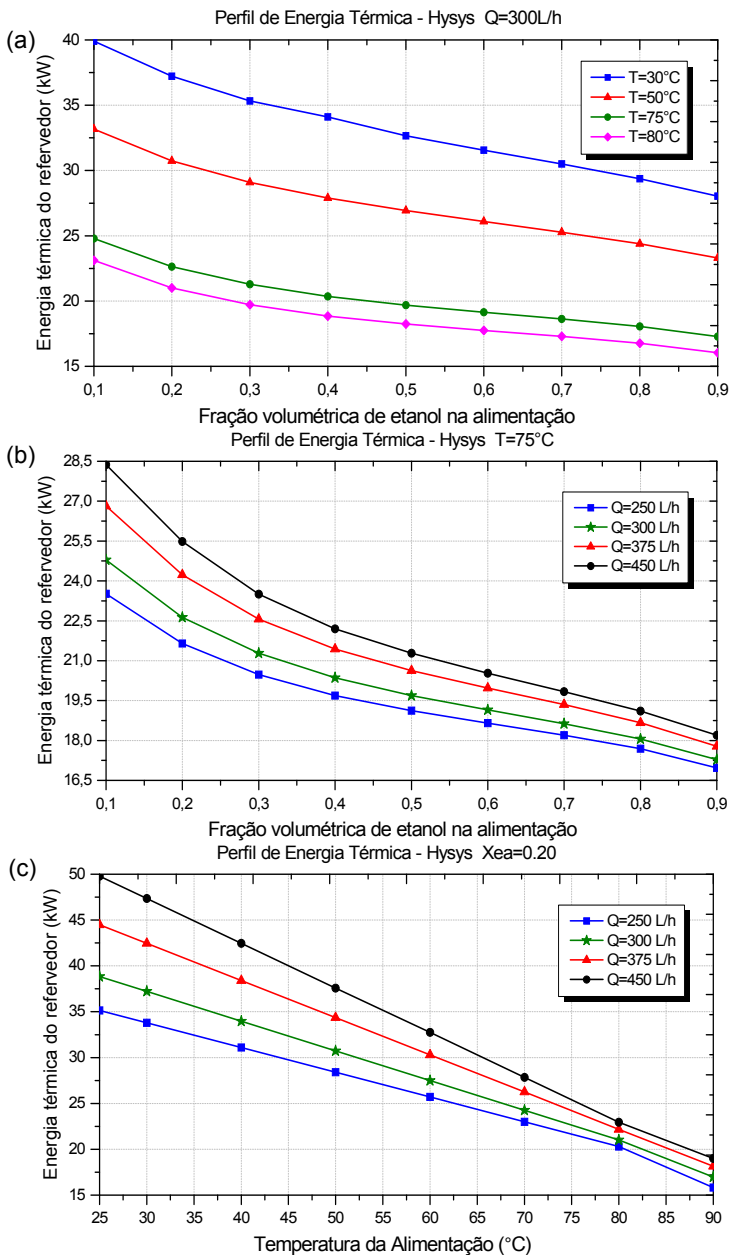 Perfil de Energia Térmica - Hysys Q=300L/h
(a)
40
35
30
25
20
15
Energia térmica do refervedor (kW)
T=30°C
T=50°C
T=75°C
T=80°C
0,1 0,2 0,3 0,4 0,5 0,6 0,7 0,8 0,9
Fração volumétrica de etanol na alimentação
Perfil de Energia Térmica - Hysys T=75°C
(b)
28,5
27,0
25,5
24,0
22,5
21,0
19,5
18,0
16,5
Energia térmica do refervedor (kW)
Q=250 L/h
Q=300 L/h
Q=375 L/h
Q=450 L/h
0,1 0,2 0,3 0,4 0,5 0,6 0,7 0,8 0,9
Fração volumétrica de etanol na alimentação
Perfil de Energia Térmica - Hysys Xea=0.20
(c)
50
45
40
35
30
25
20
15
Energia térmica do refervedor (kW)
Q=250 L/h
Q=300 L/h
Q=375 L/h
Q=450 L/h
25 30 35 40 45 50 55 60 65 70 75 80 85 90
Temperatura da Alimentação (°C)